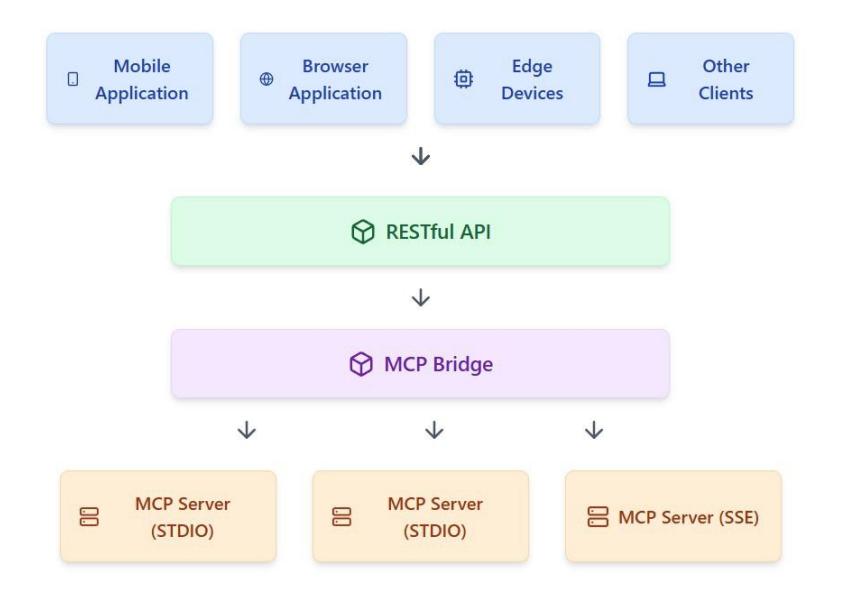 Mobile
Application
Browser
Application
Edge
Devices
Other
Clients
RESTful API
MCP Bridge
MCP Server
(STDIO)
MCP Server
(STDIO)
MCP Server (SSE)